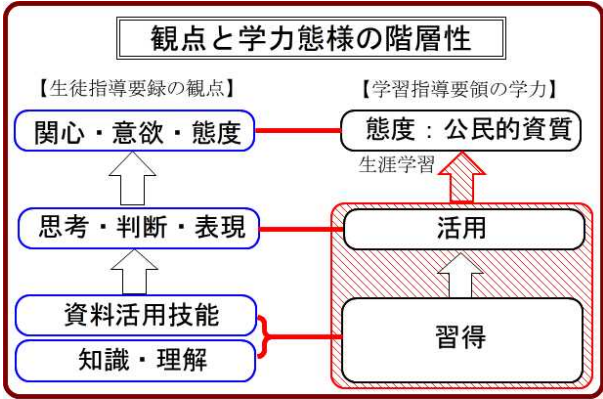 観点と学力態様の階層性
【生徒指導要録の観点】
【学習指導要領の学力】
関心・意欲・態度
態度：公民的資質
生涯学習
思考・判断・表現
活用
資料活用技能
知識・理解
習得